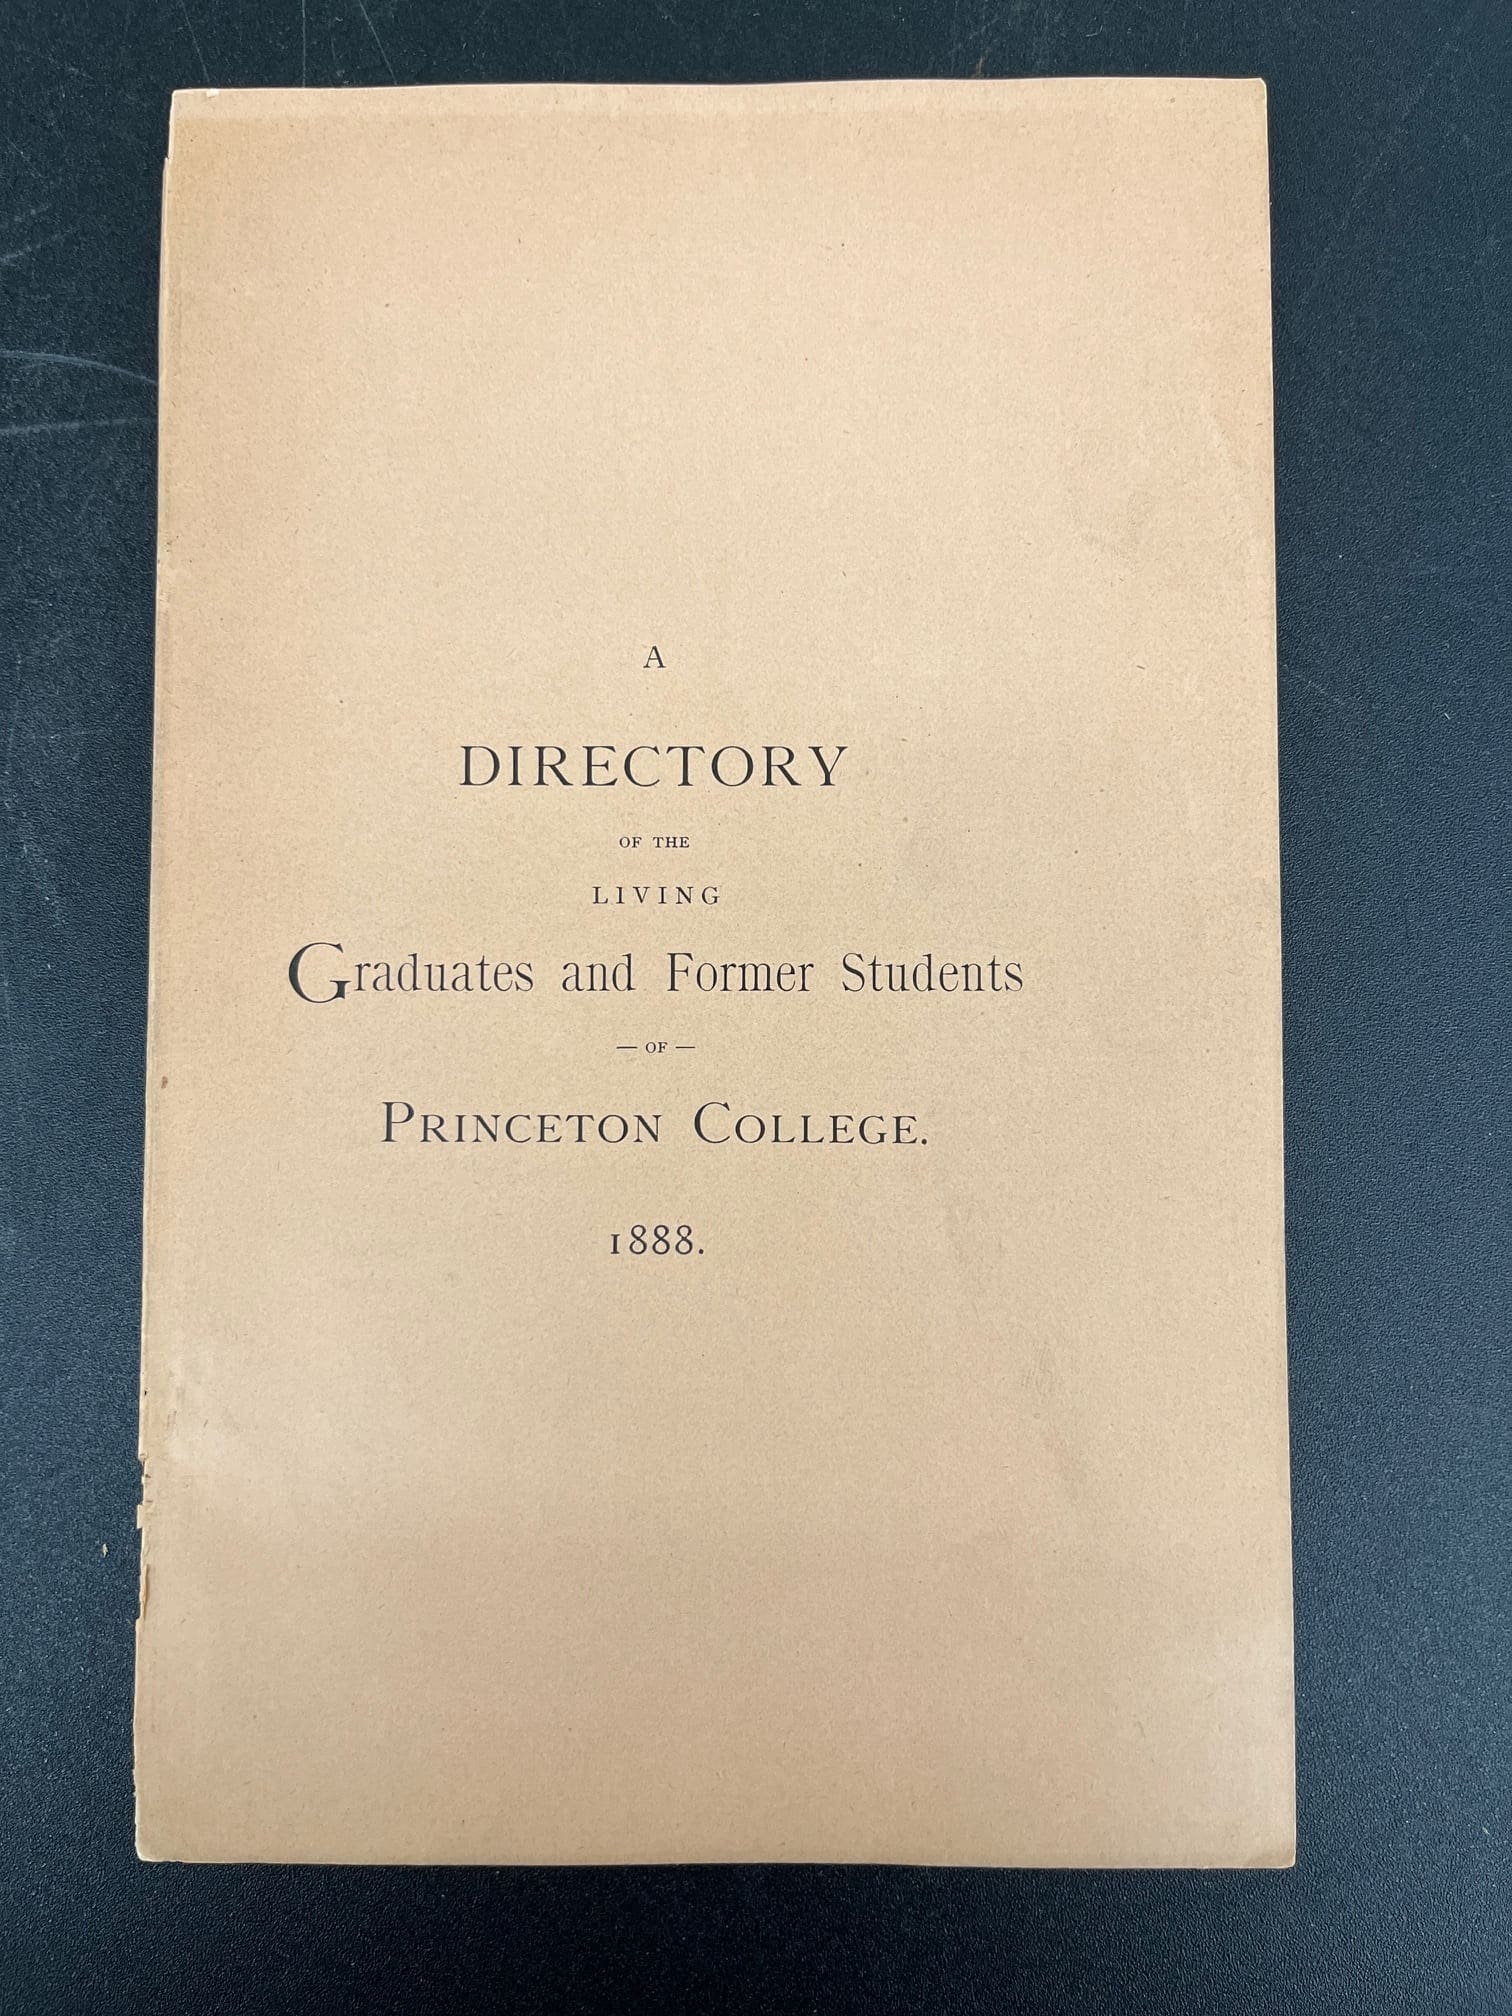 A
DIRECTORY
OF THE
LIVING
Graduates and Former Students
— OF —
PRINCETON COLLEGE.
1888.